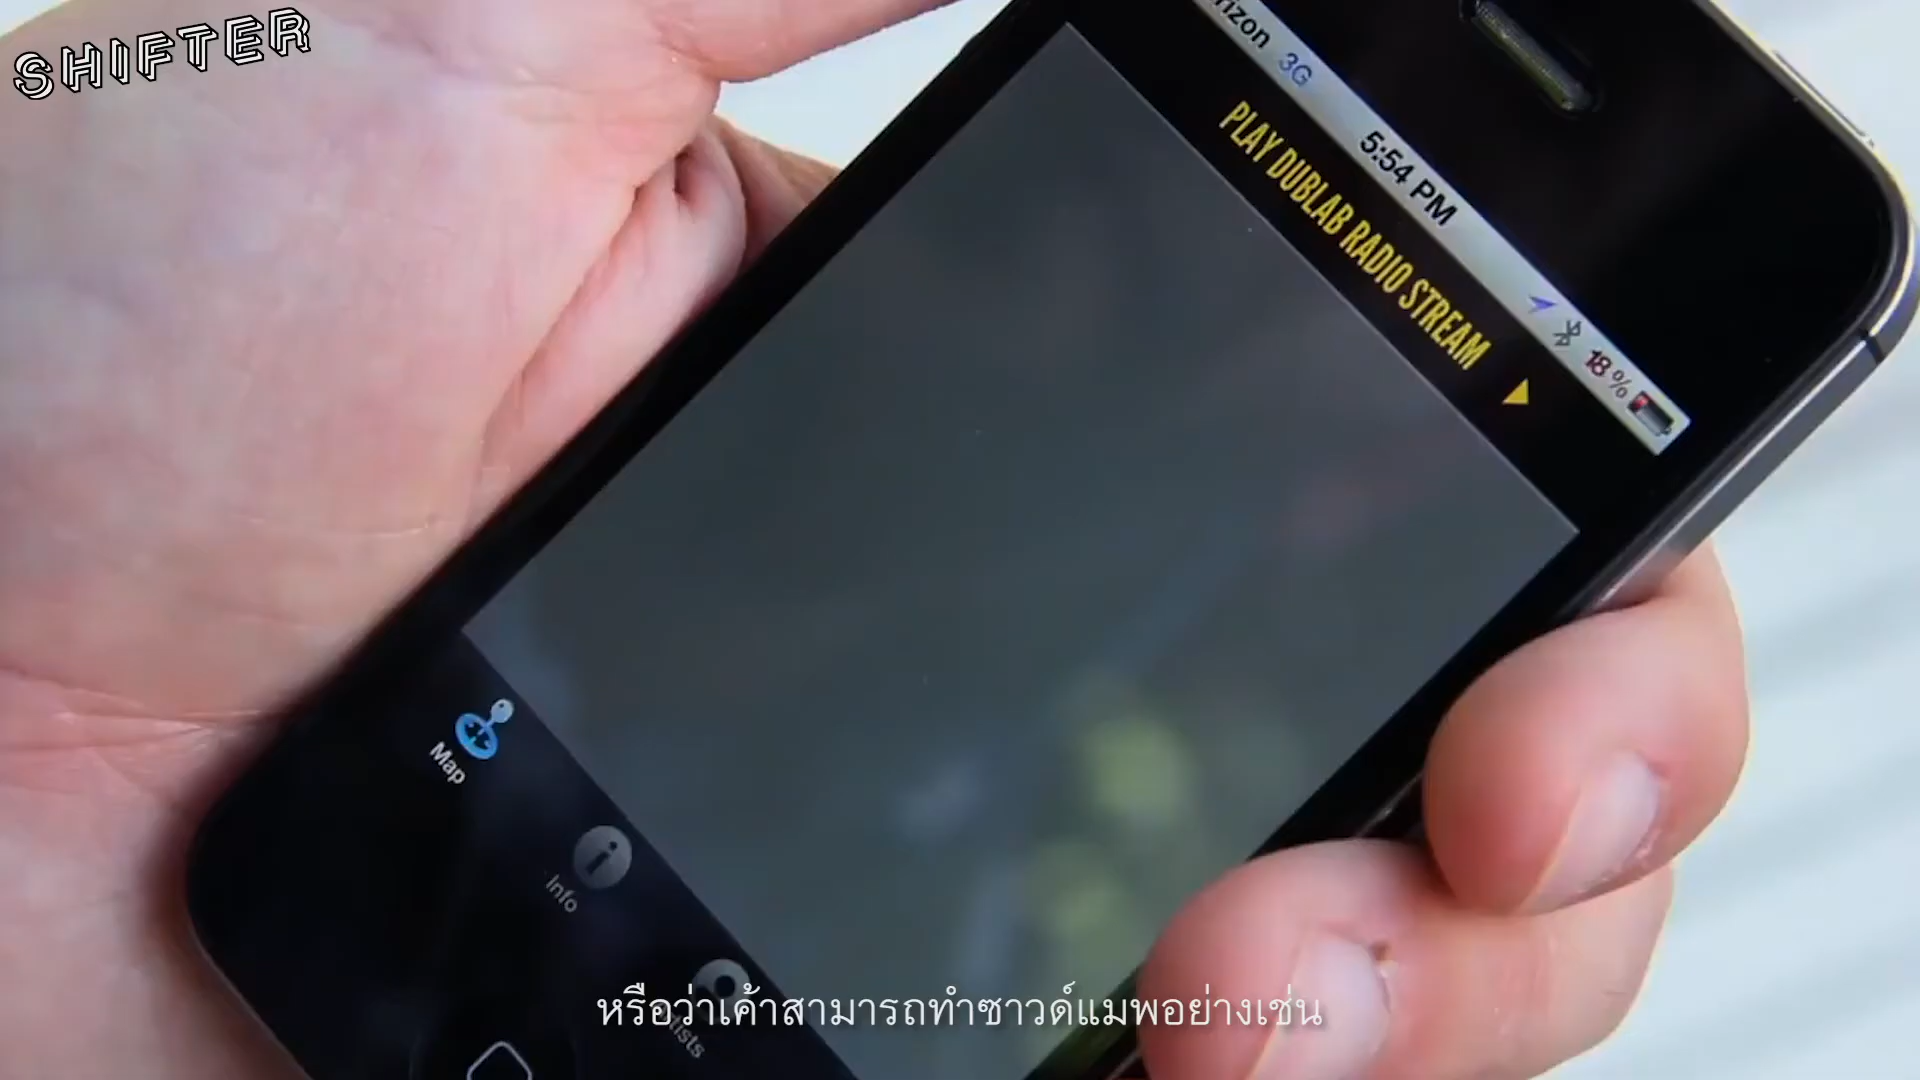 SHIFTER
rizon 3G 5:54 PM 18%
PLAY DUBLAB RADIO STREAM
Map
Info
หรือว่าเค้าสามารถทำซาวด์แมพอย่างเช่น